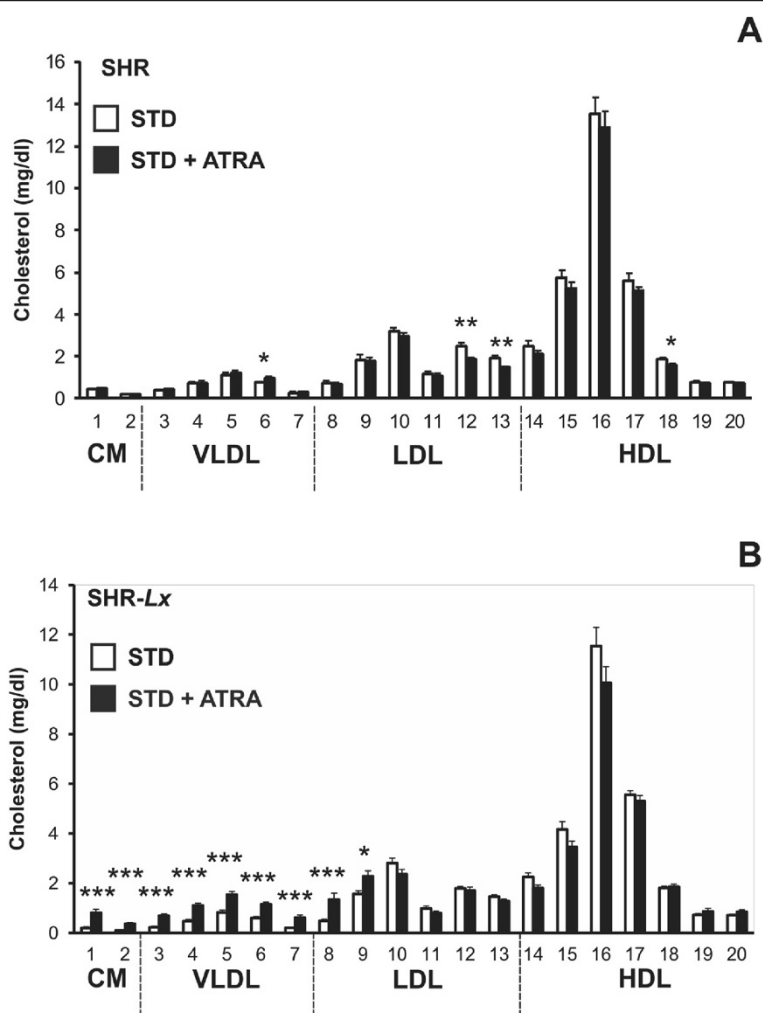 A
SHR
STD
STD + ATRA
Cholesterol (mg/dl)
16
14
12
10
8
6
4
2
0
* ** ** *
1 2 3 4 5 6 7 8 9 10 11 12 13 14 15 16 17 18 19 20
CM VLDL LDL HDL
B
SHR-Lx
STD
STD + ATRA
Cholesterol (mg/dl)
14
12
10
8
6
4
2
0
*** *** *** *** *** *** *** *** *
1 2 3 4 5 6 7 8 9 10 11 12 13 14 15 16 17 18 19 20
CM VLDL LDL HDL